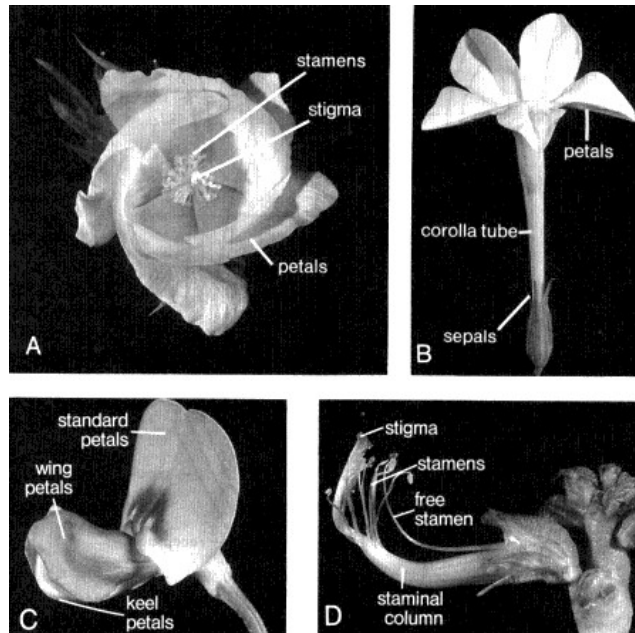 stamens
stigma
petals
A
petals
corolla tube
sepals
B
standard
petals
wing
petals
keel
petals
C
stigma
stamens
free
stamen
staminal
column
D